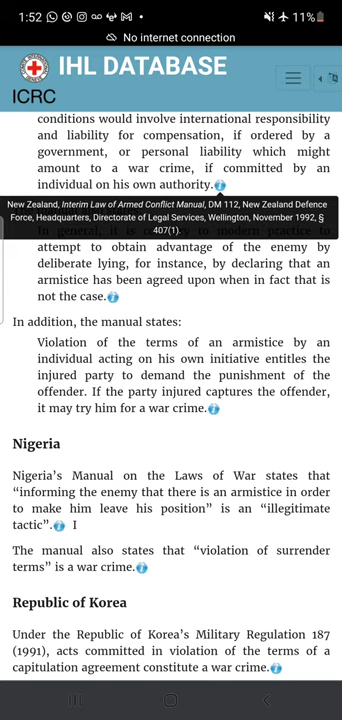 1:52 11%
No internet connection
IHL DATABASE
ICRC
conditions would involve international responsibility
and liability for compensation, if ordered by a
government, or personal liability which might
amount to a war crime, if committed by an
individual on his own authority.
New Zealand, Interim Law of Armed Conflict Manual, DM 112, New Zealand Defence
Force, Headquarters, Directorate of Legal Services, Wellington, November 1992, §
407(1).
In general, it is contrary to modern practice to
attempt to obtain advantage of the enemy by
deliberate lying, for instance, by declaring that an
armistice has been agreed upon when in fact that is
not the case.
In addition, the manual states:
Violation of the terms of an armistice by an
individual acting on his own initiative entitles the
injured party to demand the punishment of the
offender. If the party injured captures the offender,
it may try him for a war crime.
Nigeria
Nigeria’s Manual on the Laws of War states that
“informing the enemy that there is an armistice in order
to make him leave his position” is an “illegitimate
tactic”. I
The manual also states that “violation of surrender
terms” is a war crime.
Republic of Korea
Under the Republic of Korea’s Military Regulation 187
(1991), acts committed in violation of the terms of a
capitulation agreement constitute a war crime.